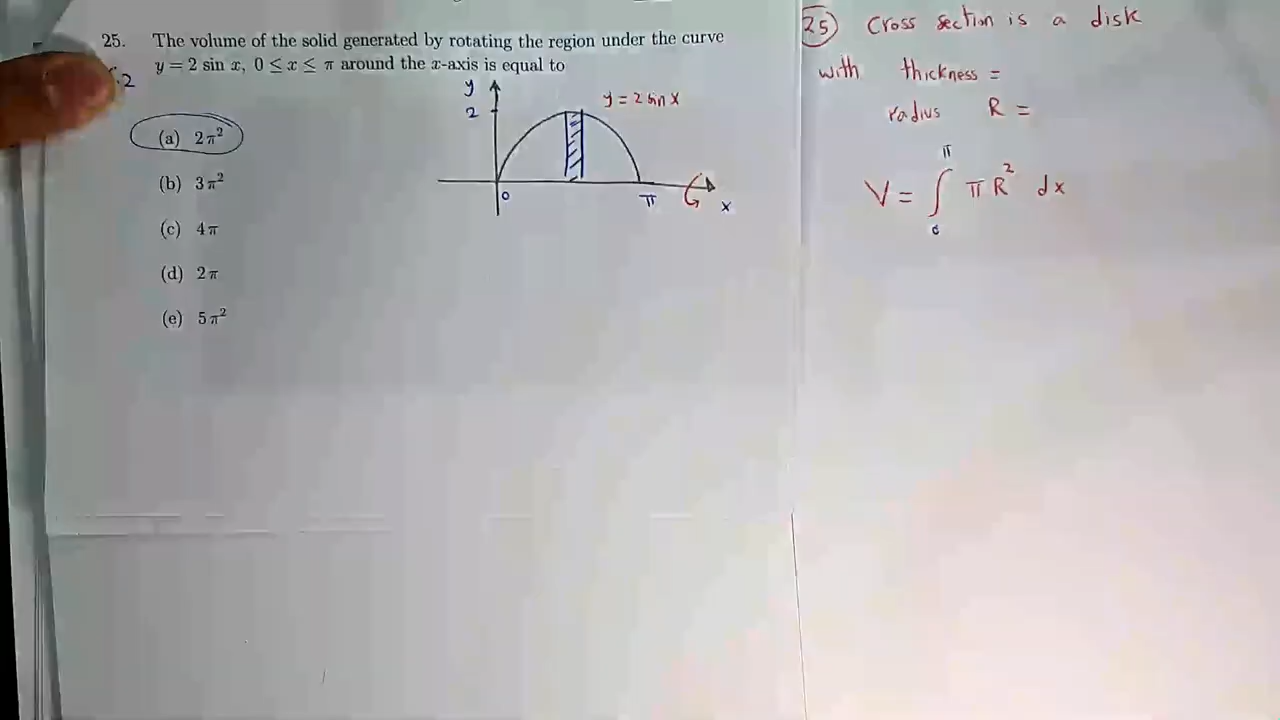 25. The volume of the solid generated by rotating the region under the curve
y = 2 sin x, 0 ≤ x ≤ π around the x-axis is equal to
.2
(a) 2π²
(b) 3π²
(c) 4π
(d) 2π
(e) 5π²
y
2
y = 2 sin x
0
π
x
25 Cross section is a disk
with thickness =
radius R =
V = ∫₀^π πR² dx